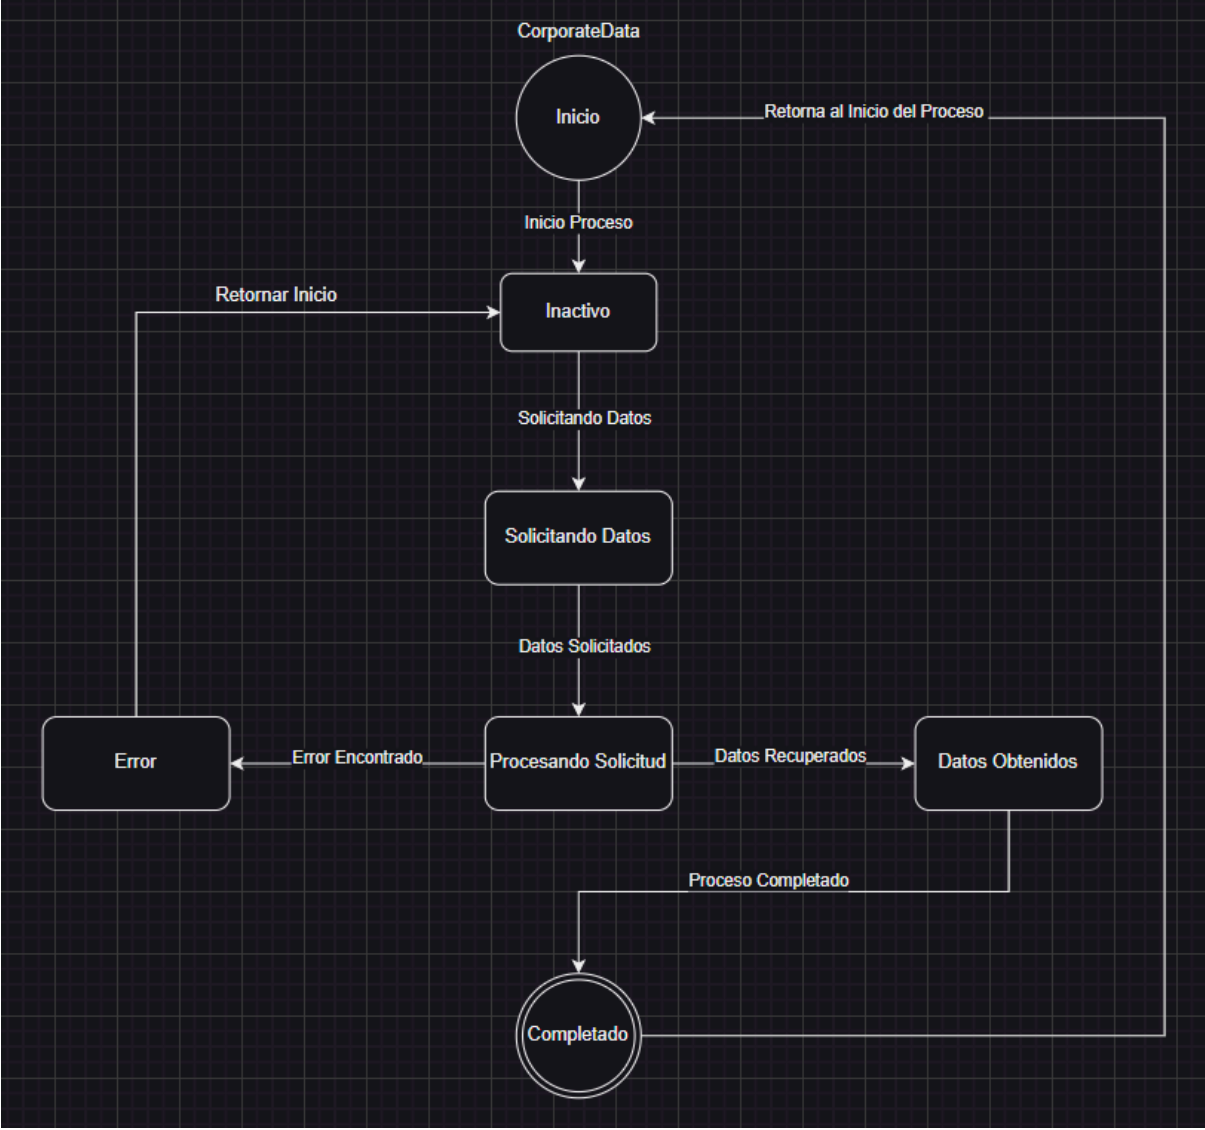 CorporateData
Inicio
Retorna al Inicio del Proceso
Inicio Proceso
Retornar Inicio
Inactivo
Solicitando Datos
Solicitando Datos
Datos Solicitados
Error
Error Encontrado
Procesando Solicitud
Datos Recuperados
Datos Obtenidos
Proceso Completado
Completado